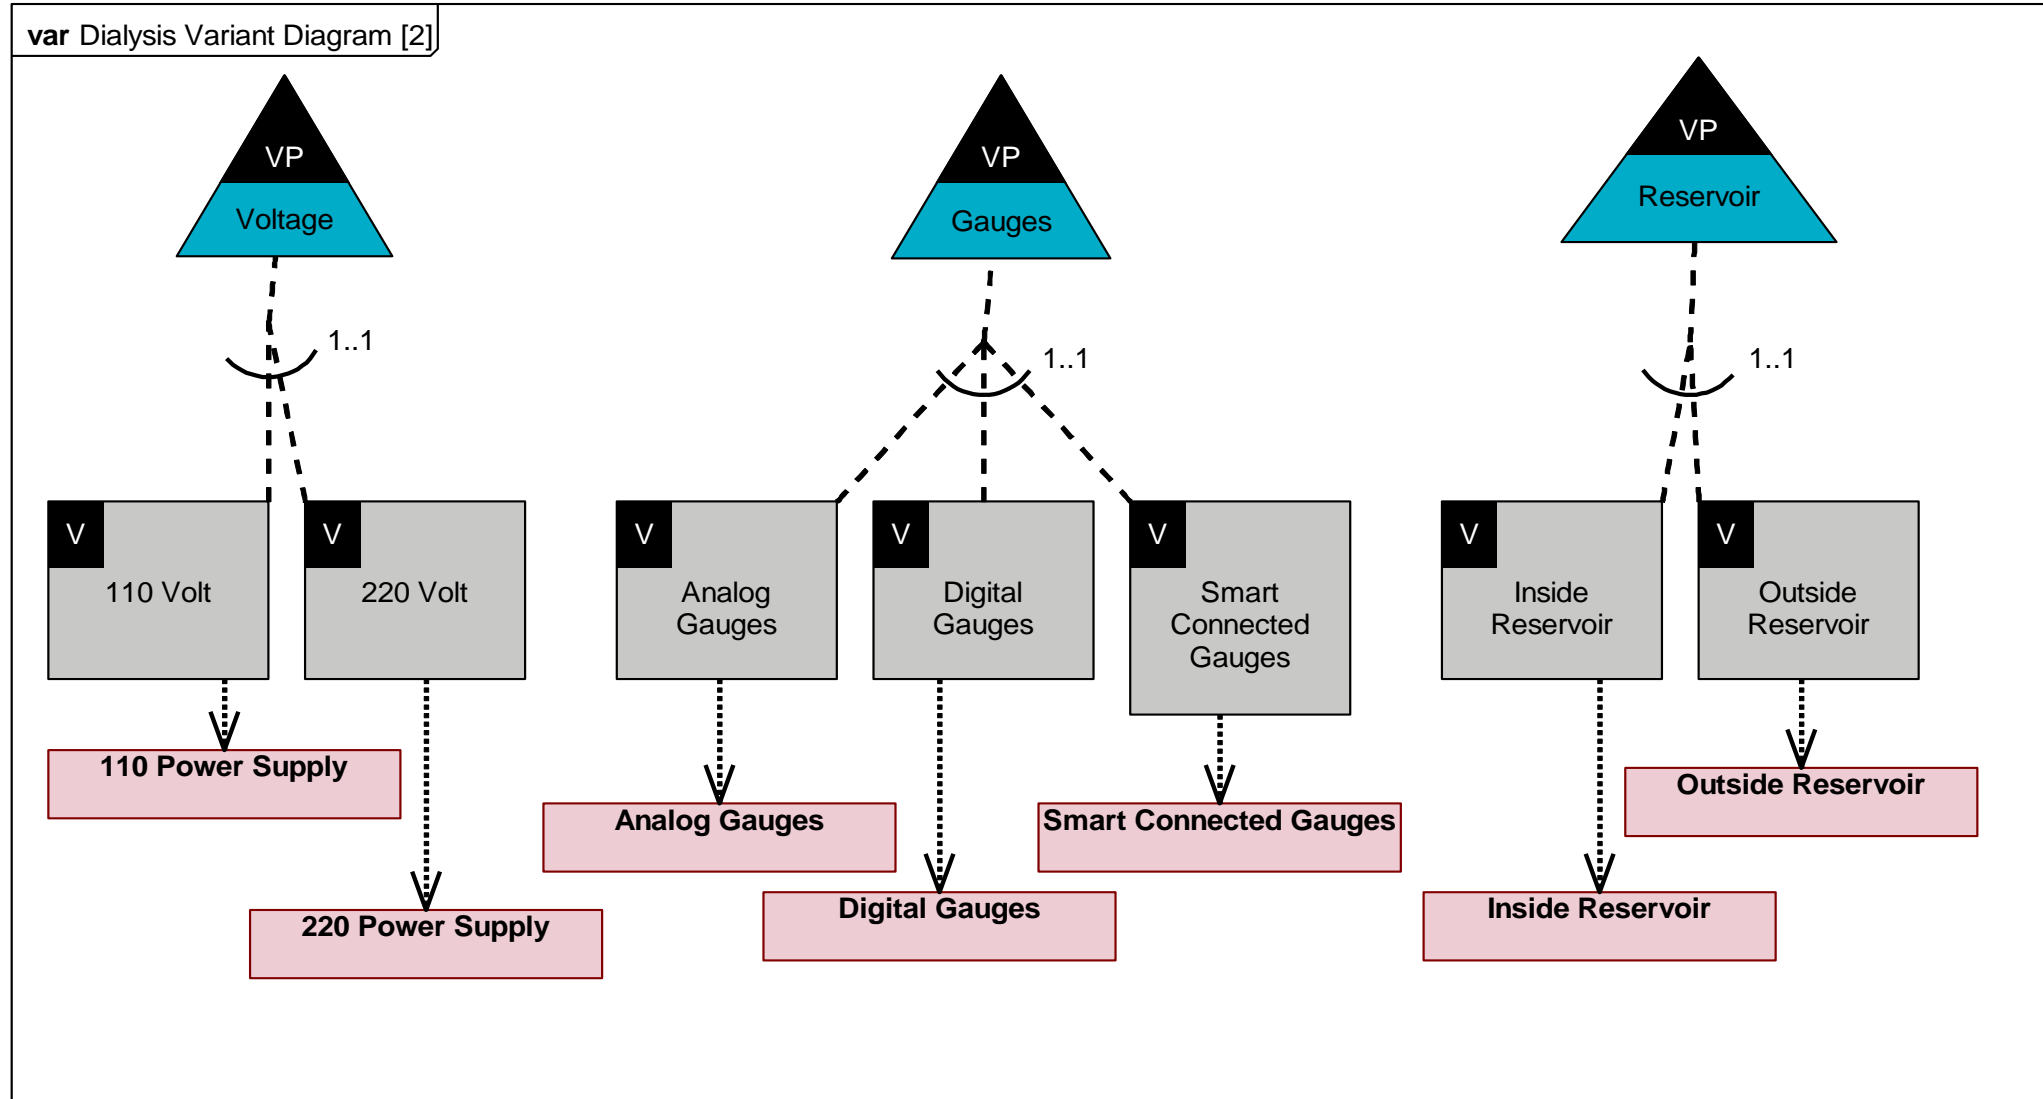 var Dialysis Variant Diagram [2]
VP
Voltage
VP
Gauges
VP
Reservoir
1..1
1..1
1..1
V
110 Volt
V
220 Volt
V
Analog
Gauges
V
Digital
Gauges
V
Smart
Connected
Gauges
V
Inside
Reservoir
V
Outside
Reservoir
110 Power Supply
220 Power Supply
Analog Gauges
Digital Gauges
Smart Connected Gauges
Inside Reservoir
Outside Reservoir